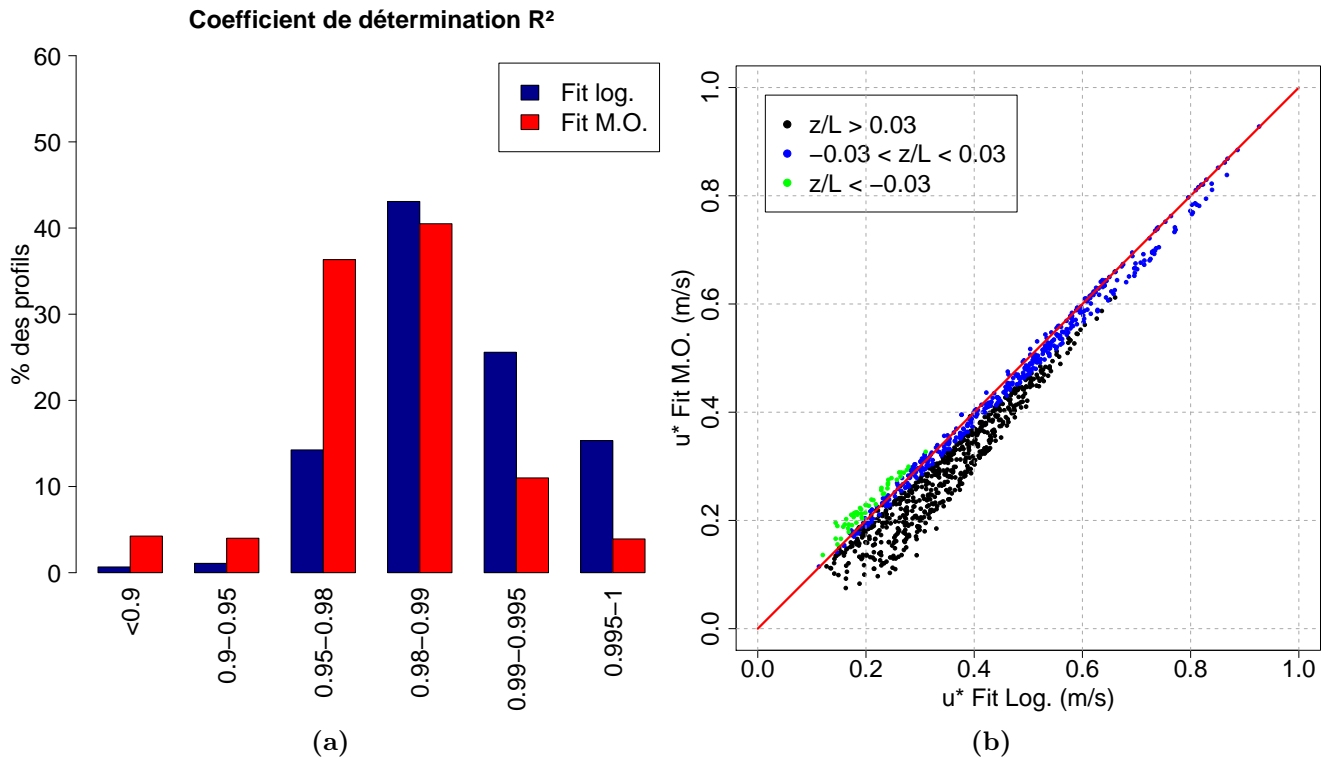 Coefficient de détermination R²
% des profils
60
50
40
30
20
10
0
Fit log.
Fit M.O.
<0.9
0.9−0.95
0.95−0.98
0.98−0.99
0.99−0.995
0.995−1
(a)
u* Fit M.O. (m/s)
1.0
0.8
0.6
0.4
0.2
0.0
z/L > 0.03
−0.03 < z/L < 0.03
z/L < −0.03
0.0 0.2 0.4 0.6 0.8 1.0
u* Fit Log. (m/s)
(b)